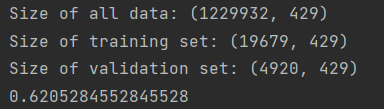 Size of all data: (1229932, 429)
Size of training set: (19679, 429)
Size of validation set: (4920, 429)
0.6205284552845528